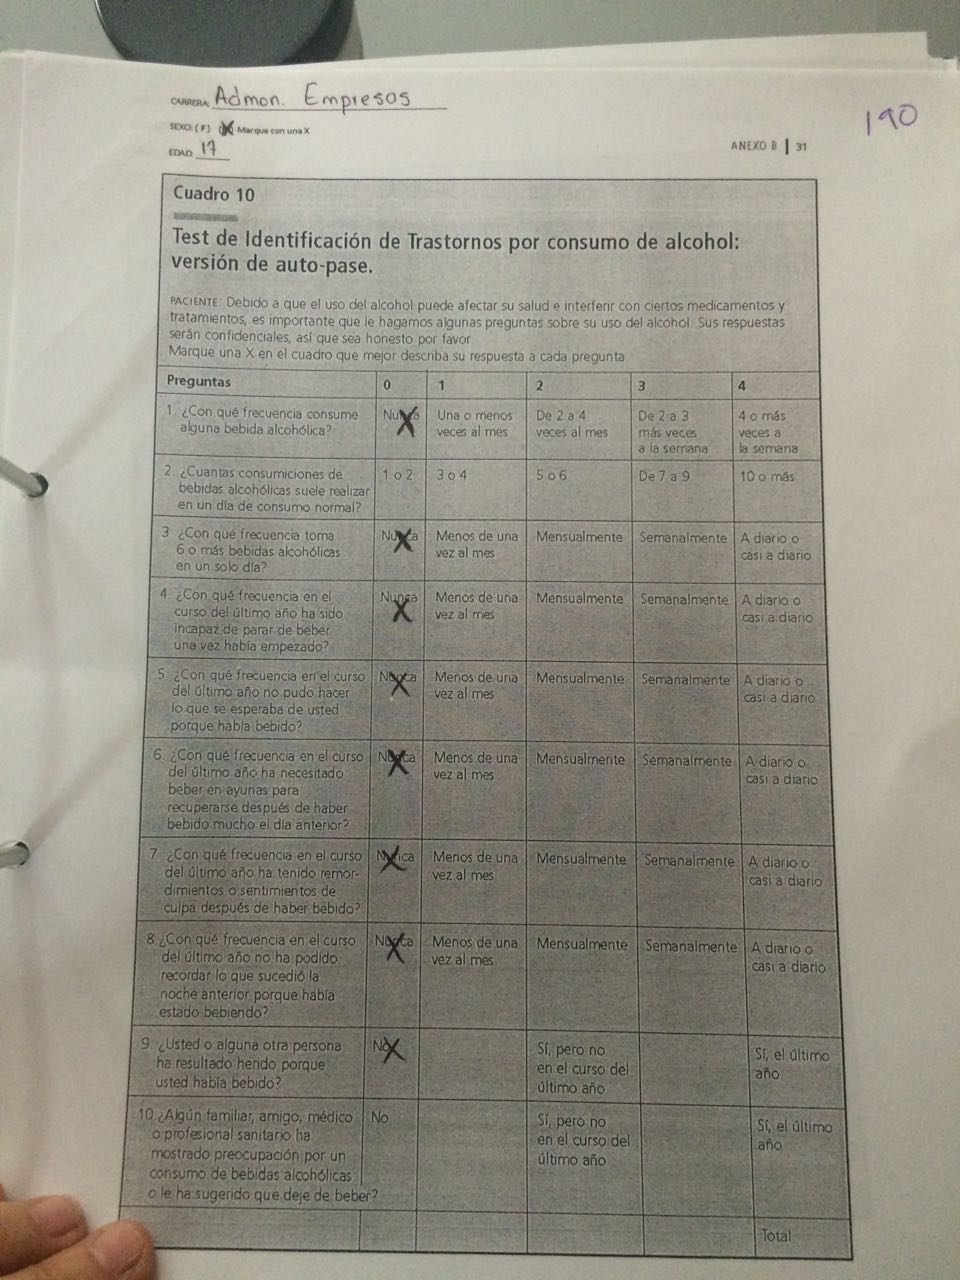 CARRERA: Admon. Empresas
190
SEXO: (F) (M) Marque con una X
EDAD: 17
ANEXO B | 31
Cuadro 10
Test de Identificación de Trastornos por consumo de alcohol:
versión de auto-pase.
PACIENTE: Debido a que el uso del alcohol puede afectar su salud e interferir con ciertos medicamentos y
tratamientos, es importante que le hagamos algunas preguntas sobre su uso del alcohol. Sus respuestas
serán confidenciales, así que sea honesto por favor.
Marque una X en el cuadro que mejor describa su respuesta a cada pregunta
Preguntas 0 1 2 3 4
1. ¿Con qué frecuencia consume Nunca Una o menos De 2 a 4 De 2 a 3 4 o más
alguna bebida alcohólica? veces al mes veces al mes más veces veces a
a la semana la semana
2. ¿Cuantas consumiciones de 1 o 2 3 o 4 5 o 6 De 7 a 9 10 o más
bebidas alcohólicas suele realizar
en un día de consumo normal?
3 ¿Con qué frecuencia toma Nunca Menos de una Mensualmente Semanalmente A diario o
6 o más bebidas alcohólicas vez al mes casi a diario
en un solo día?
4. ¿Con qué frecuencia en el Nunca Menos de una Mensualmente Semanalmente A diario o
curso del último año ha sido vez al mes casi a diario
incapaz de parar de beber
una vez había empezado?
5. ¿Con qué frecuencia en el curso Nunca Menos de una Mensualmente Semanalmente A diario o
del último año no pudo hacer vez al mes casi a diario
lo que se esperaba de usted
porque había bebido?
6. ¿Con qué frecuencia en el curso Nunca Menos de una Mensualmente Semanalmente A diario o
del último año ha necesitado vez al mes casi a diario
beber en ayunas para
recuperarse después de haber
bebido mucho el día anterior?
7. ¿Con qué frecuencia en el curso Nunca Menos de una Mensualmente Semanalmente A diario o
del último año ha tenido remor- vez al mes casi a diario
dimientos o sentimientos de
culpa después de haber bebido?
8. ¿Con qué frecuencia en el curso Nunca Menos de una Mensualmente Semanalmente A diario o
del último año no ha podido vez al mes casi a diario
recordar lo que sucedió la
noche anterior porque había
estado bebiendo?
9. ¿Usted o alguna otra persona No Sí, pero no Sí, el último
ha resultado herido porque en el curso del año
usted había bebido? último año
10. ¿Algún familiar, amigo, médico No Sí, pero no Sí, el último
o profesional sanitario ha en el curso del año
mostrado preocupación por un último año
consumo de bebidas alcohólicas
o le ha sugerido que deje de beber?
Total